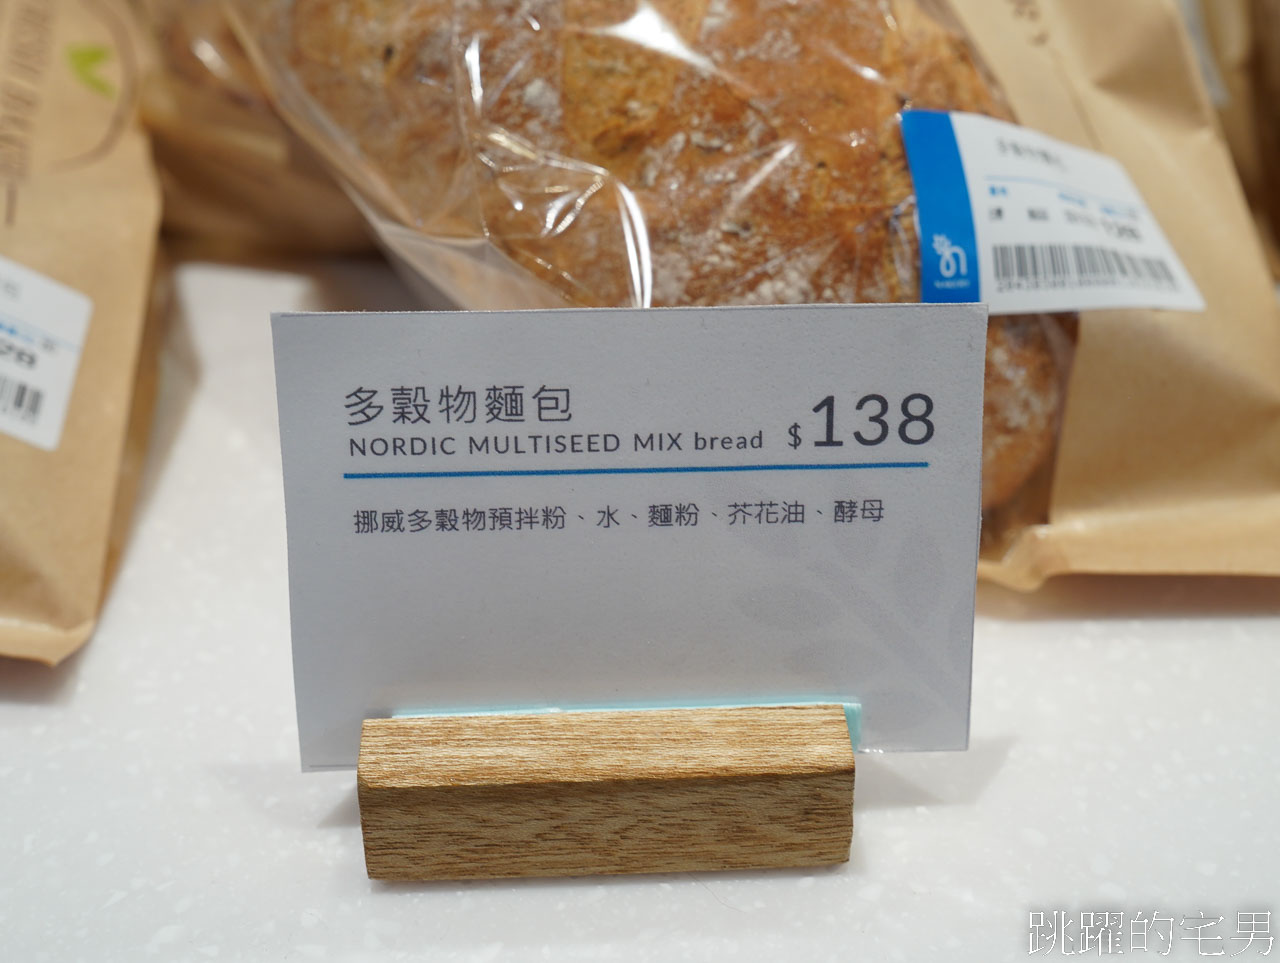 多穀物麵包
NORDIC MULTISEED MIX bread $138
挪威多穀物預拌粉、水、麵粉、芥花油、酵母
跳躍的宅男